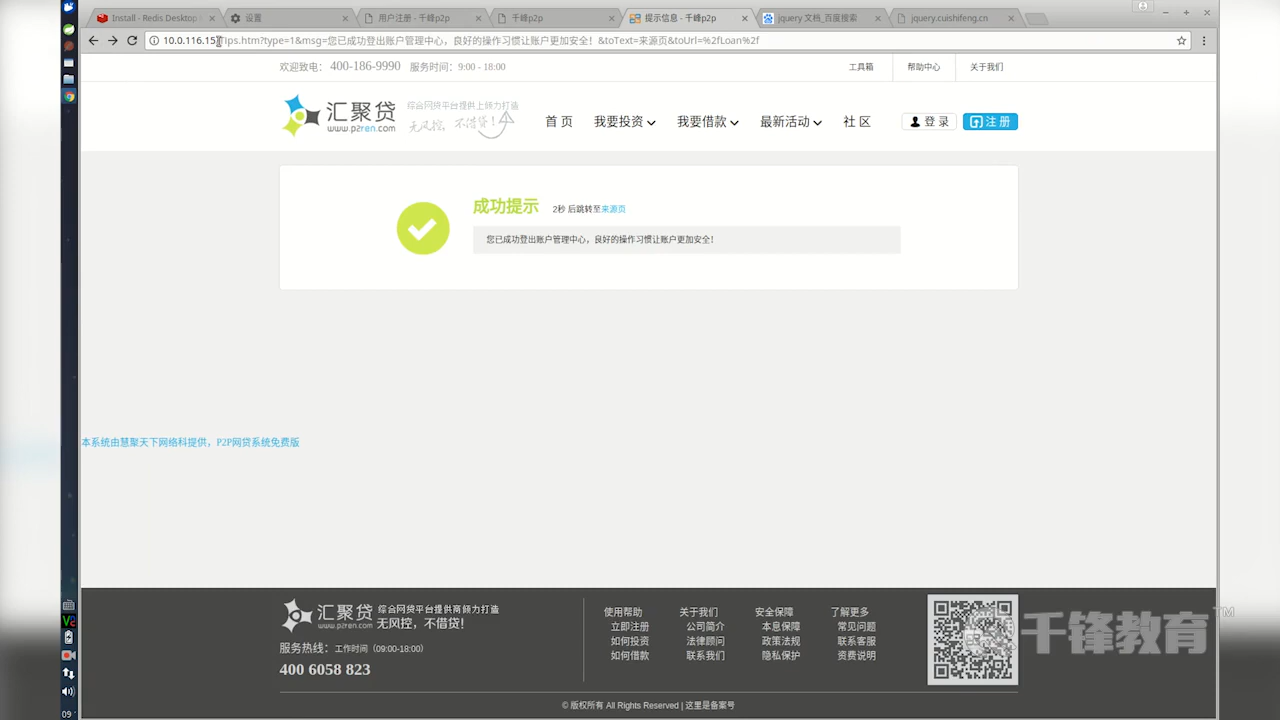 Install - Redis Desktop
设置
用户注册 - 千峰p2p
千峰p2p
提示信息 - 千峰p2p
jquery 文档_百度搜索
jquery.cuishifeng.cn
10.0.116.15
ips.htm?type=1&msg=您已成功登出账户管理中心，良好的操作习惯让账户更加安全！&toText=来源页&toUrl=%2fLoan%2f
欢迎致电： 400-186-9990 服务时间：9:00 - 18:00
工具箱
帮助中心
关于我们
汇聚贷
www.p2ren.com
综合网贷平台提供上倾力打造
无风控，不借贷！
首 页
我要投资
我要借款
最新活动
社 区
登 录
注 册
成功提示
2秒 后跳转至来源页
您已成功登出账户管理中心，良好的操作习惯让账户更加安全！
本系统由慧聚天下网络科提供，P2P网贷系统免费版
汇聚贷
www.p2ren.com
综合网贷平台提供商倾力打造
无风控，不借贷！
服务热线：工作时间（09:00-18:00）
400 6058 823
使用帮助
立即注册
如何投资
如何借款
关于我们
公司简介
法律顾问
联系我们
安全保障
本息保障
政策法规
隐私保护
了解更多
常见问题
联系客服
资费说明
千锋教育™
© 版权所有 All Rights Reserved | 这里是备案号
09